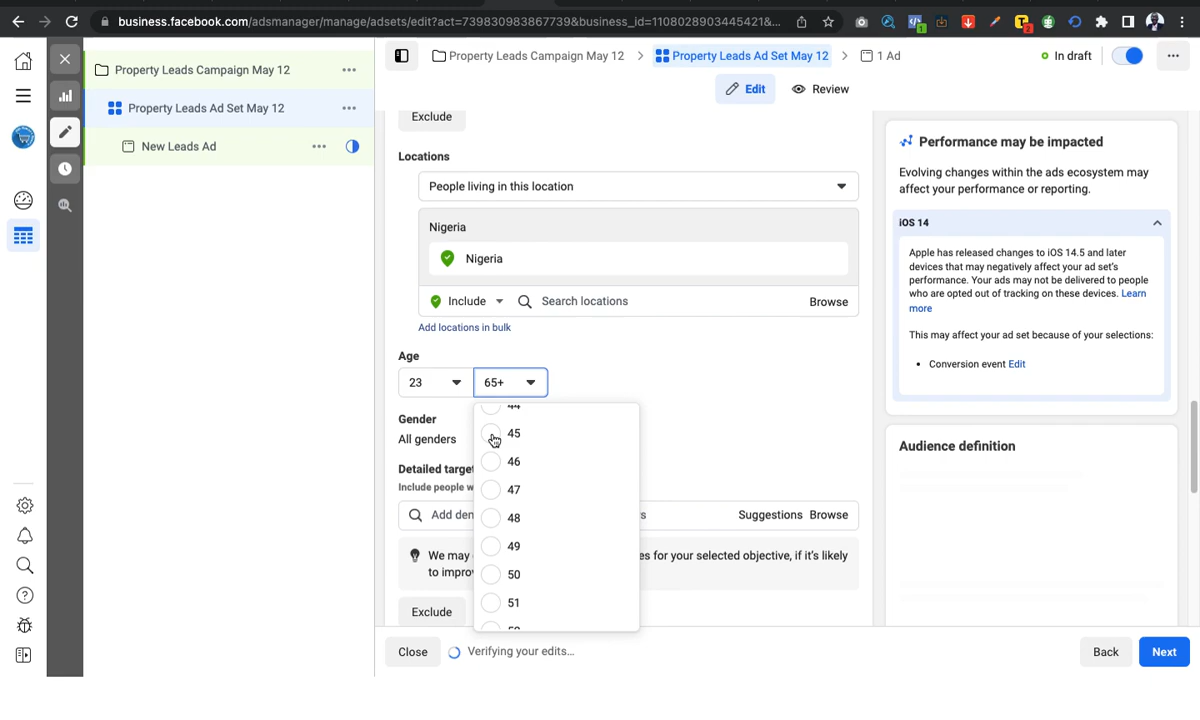 business.facebook.com/adsmanager/manage/adsets/edit?act=739830983867739&business_id=1108028903445421&...
1
2
Property Leads Campaign May 12
Property Leads Ad Set May 12
New Leads Ad
Property Leads Campaign May 12 > Property Leads Ad Set May 12 > 1 Ad
In draft
Edit
Review
Exclude
Locations
People living in this location
Nigeria
Nigeria
Include
Search locations
Browse
Add locations in bulk
Age
23
65+
44
45
46
47
48
49
50
51
Gender
All genders
Detailed target
Include people w
Add den
s
Suggestions
Browse
We may
es for your selected objective, if it's likely
to improv
Exclude
Performance may be impacted
Evolving changes within the ads ecosystem may
affect your performance or reporting.
iOS 14
Apple has released changes to iOS 14.5 and later
devices that may negatively affect your ad set's
performance. Your ads may not be delivered to people
who are opted out of tracking on these devices. Learn
more
This may affect your ad set because of your selections:
• Conversion event Edit
Audience definition
Close
Verifying your edits...
Back
Next